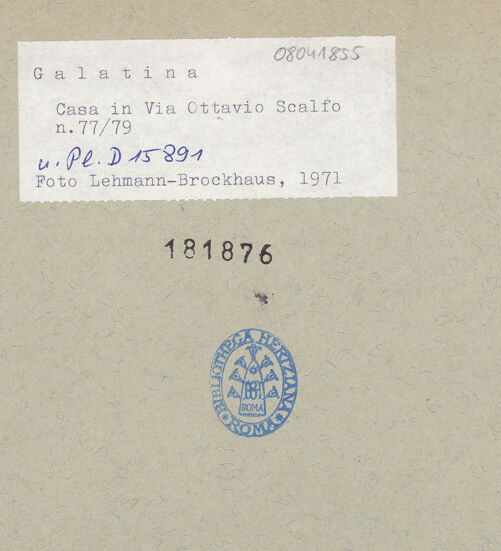 08041855
Galatina
Casa in Via Ottavio Scalfo
n.77/79
u. Pl. D 15891
Foto Lehmann-Brockhaus, 1971
181876
BIBLIOTHECA HERTZIANA
ROMA
ROMA